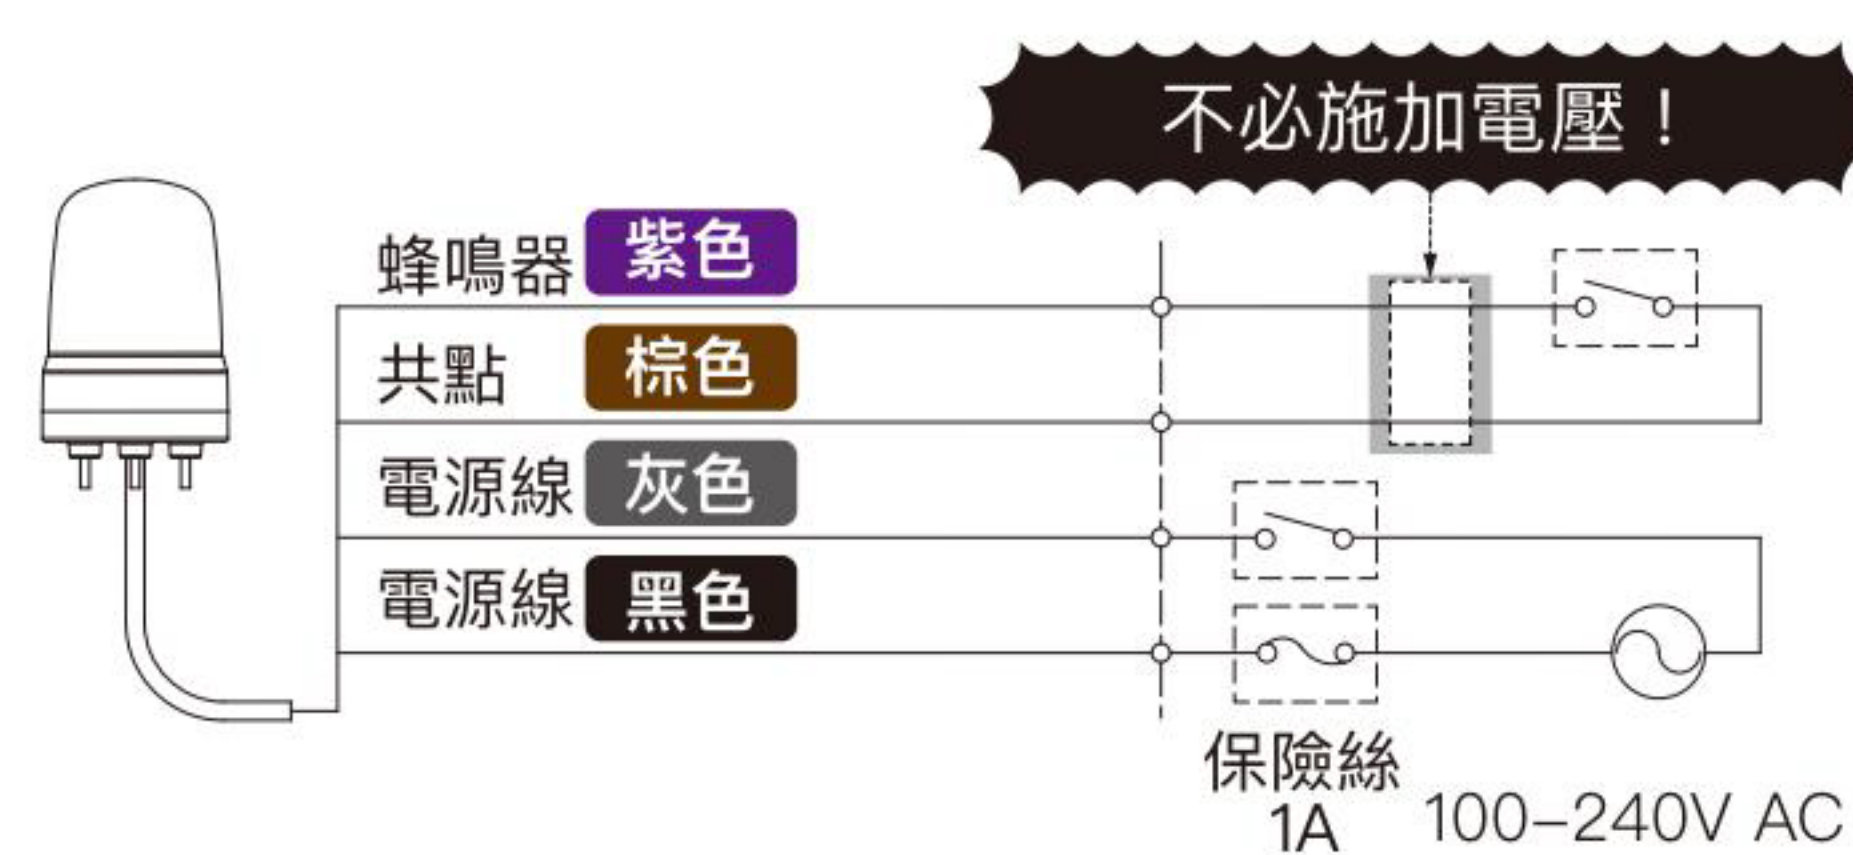 不必施加電壓！
蜂鳴器 紫色
共點 棕色
電源線 灰色
電源線 黑色
保險絲
1A
100–240V AC